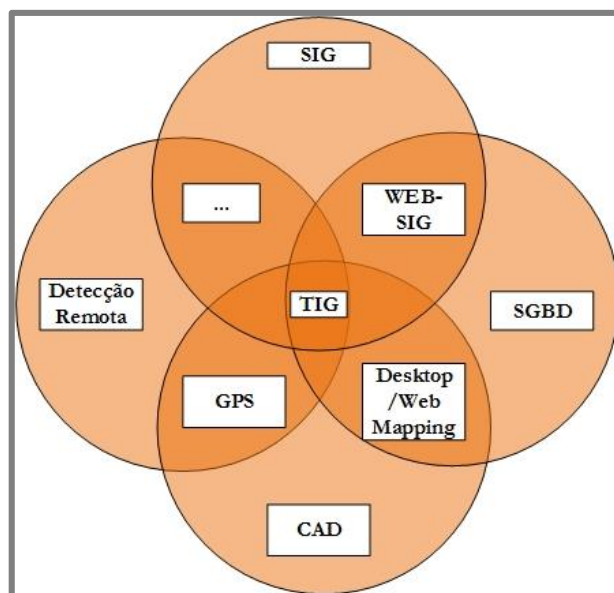 SIG
...
WEB-
SIG
Detecção
Remota
TIG
SGBD
GPS
Desktop
/Web
Mapping
CAD